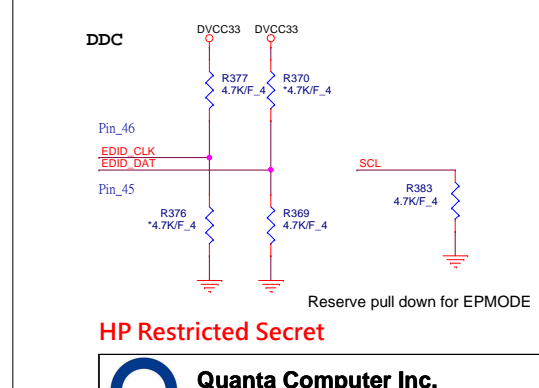 DDC
DVCC33
DVCC33
R377
4.7K/F_4
R370
*4.7K/F_4
Pin_46
EDID_CLK
EDID_DAT
Pin_45
SCL
R383
4.7K/F_4
R376
*4.7K/F_4
R369
4.7K/F_4
Reserve pull down for EPMODE
HP Restricted Secret
Quanta Computer Inc.